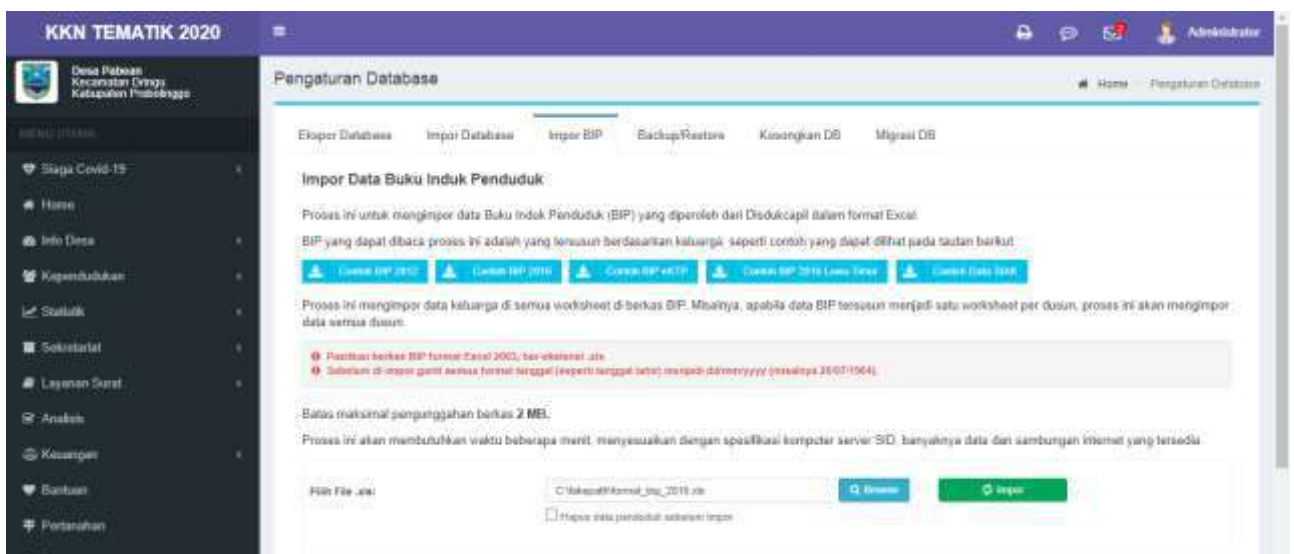 KKN TEMATIK 2020
Administrator
Desa Pabean
Kecamatan Dringu
Kabupaten Probolinggo
Pengaturan Database
Home
Pengaturan Database
MENU UTAMA
Ekspor Database
Impor Database
Impor BIP
Backup/Restore
Kosongkan DB
Migrasi DB
Siaga Covid-19
Home
Info Desa
Kependudukan
Statistik
Sekretariat
Layanan Surat
Analisis
Keuangan
Bantuan
Pertanahan
Impor Data Buku Induk Penduduk
Proses ini untuk mengimpor data Buku Induk Penduduk (BIP) yang diperoleh dari Disdukcapil dalam format Excel.
BIP yang dapat dibaca proses ini adalah yang tersusun berdasarkan keluarga, seperti contoh yang dapat dilihat pada tautan berikut
Contoh BIP 2012
Contoh BIP 2016
Contoh BIP eKTP
Contoh BIP 2016 Luwu Timur
Contoh Data SIAK
Proses ini mengimpor data keluarga di semua worksheet di berkas BIP. Misalnya, apabila data BIP tersusun menjadi satu worksheet per dusun, proses ini akan mengimpor
data semua dusun.
Pastikan berkas BIP format Excel 2003, ber-ekstensi .xls
Sebelum di-impor ganti semua format tanggal (seperti tanggal lahir) menjadi dd/mm/yyyy (misalnya 26/07/1964).
Batas maksimal pengunggahan berkas 2 MB.
Proses ini akan membutuhkan waktu beberapa menit, menyesuaikan dengan spesifikasi komputer server SID, banyaknya data dan sambungan internet yang tersedia.
Pilih File .xls:
C:\fakepath\format_bip_2016.xls
Browse
Impor
Hapus data penduduk sebelum Impor